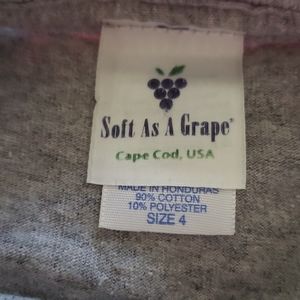 Soft As A Grape®
Cape Cod, USA
MADE IN HONDURAS
90% COTTON
10% POLYESTER
SIZE 4